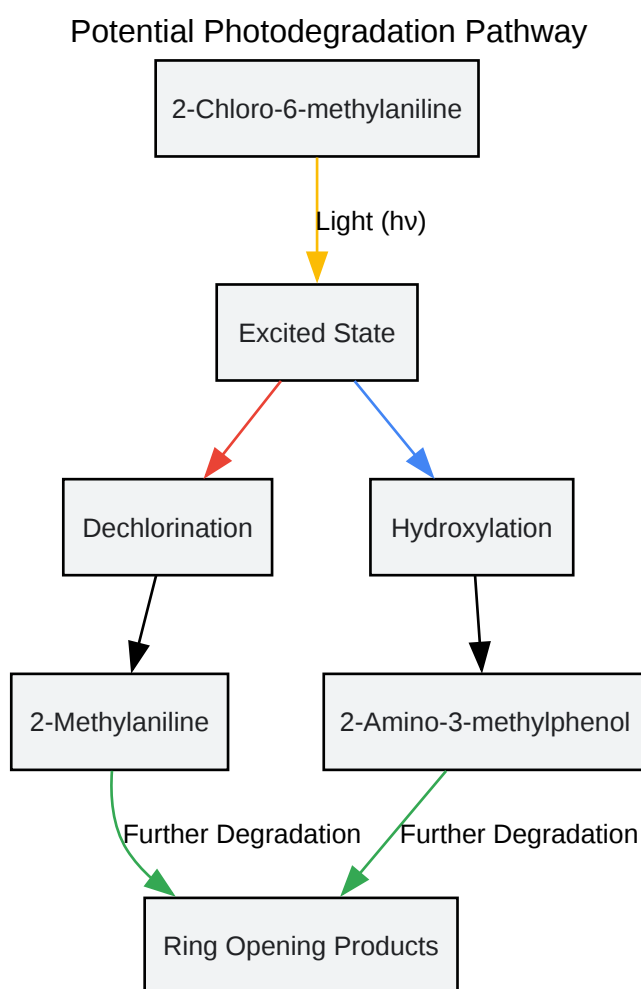 Potential Photodegradation Pathway
2-Chloro-6-methylaniline
Light (hν)
Excited State
Dechlorination
Hydroxylation
2-Methylaniline
2-Amino-3-methylphenol
Further Degradation
Further Degradation
Ring Opening Products